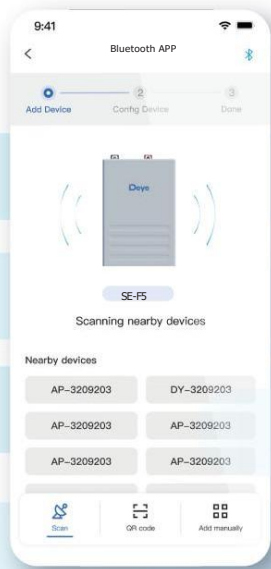 9:41
Bluetooth APP
2
3
Add Device
Config Device
Done
Deye
SE-F5
Scanning nearby devices
Nearby devices
AP-3209203
DY-3209203
AP-3209203
AP-3209203
AP-3209203
AP-3209203
Scan
QR code
Add manually